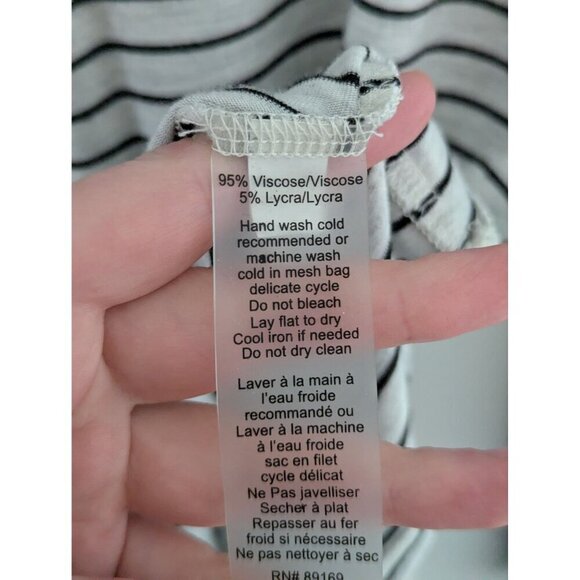 95% Viscose/Viscose
5% Lycra/Lycra
Hand wash cold
recommended or
machine wash
cold in mesh bag
delicate cycle
Do not bleach
Lay flat to dry
Cool iron if needed
Do not dry clean
Laver à la main à
l'eau froide
recommandé ou
Laver à la machine
à l'eau froide
sac en filet
cycle délicat
Ne Pas javelliser
Secher à plat
Repasser au fer
froid si nécessaire
Ne pas nettoyer à sec
RN# 89169